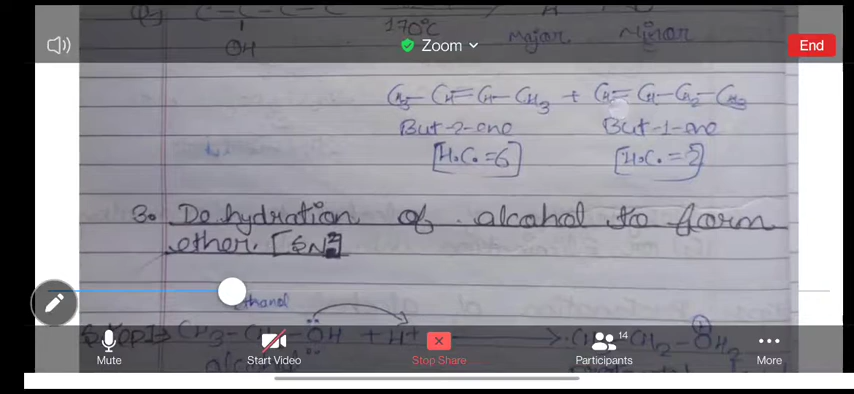 170°C
OH
Major Minor
Zoom
End
CH3-CH=CH-CH3 + CH2=CH-CH2-CH3
But-2-ene But-1-ene
[H.C.=6] [H.C.=2]
3. Dehydration of alcahol to form
ether. [SN2]
ethanol
Step I → CH3-CH2-ÖH + H+ → CH2-OH2
alcohol
Mute
Start Video
Stop Share
14
Participants
More